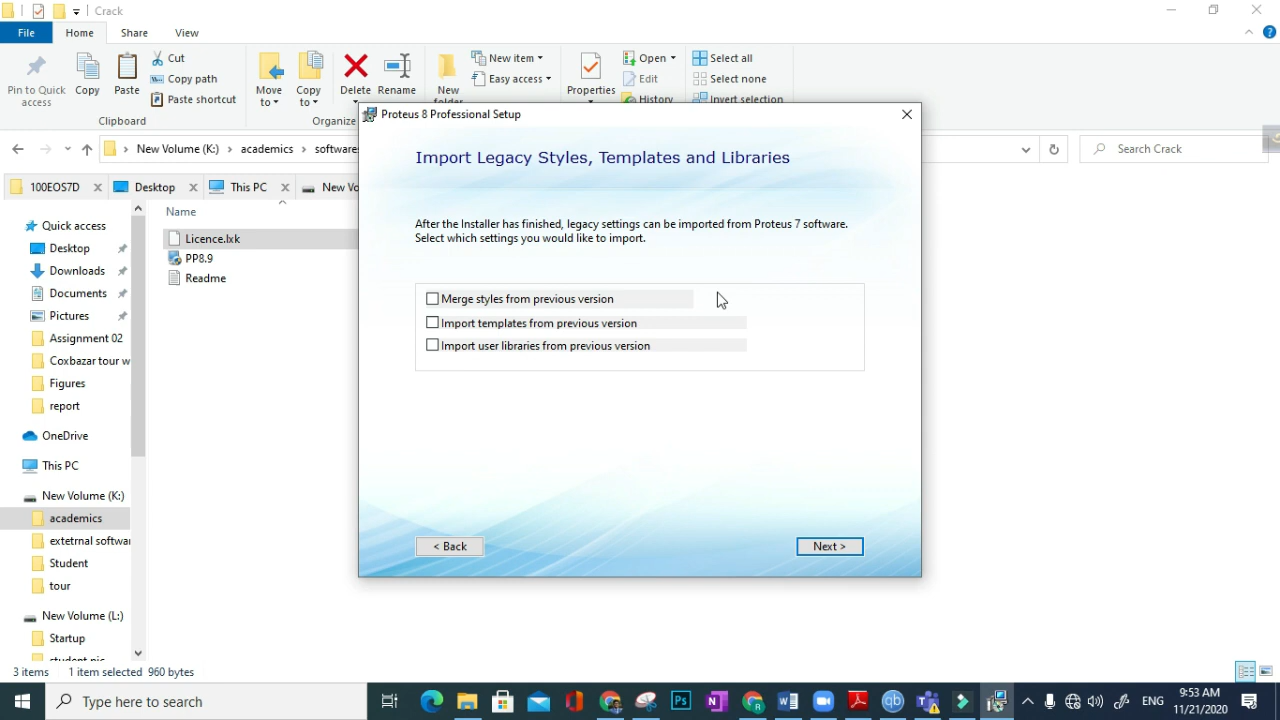 Crack
File Home Share View
Pin to Quick access
Copy
Paste
Cut
Copy path
Paste shortcut
Clipboard
Move to
Copy to
Delete
Rename
Organize
New folder
New item
Easy access
Properties
Open
Edit
History
Select all
Select none
Invert selection
New Volume (K:) > academics > software
Search Crack
100EOS7D
Desktop
This PC
New Vo
Name
Licence.lxk
PP8.9
Readme
Quick access
Desktop
Downloads
Documents
Pictures
Assignment 02
Coxbazar tour w
Figures
report
OneDrive
This PC
New Volume (K:)
academics
exteternal softwar
Student
tour
New Volume (L:)
Startup
student pic
Proteus 8 Professional Setup
Import Legacy Styles, Templates and Libraries
After the Installer has finished, legacy settings can be imported from Proteus 7 software.
Select which settings you would like to import.
Merge styles from previous version
Import templates from previous version
Import user libraries from previous version
< Back
Next >
3 items 1 item selected 960 bytes
Type here to search
ENG
9:53 AM
11/21/2020